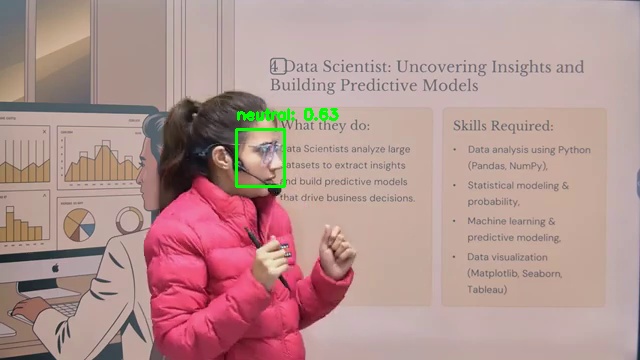 4 Data Scientist: Uncovering Insights and
Building Predictive Models
neutral: 0.63
What they do:
Data Scientists analyze large
datasets to extract insights
and build predictive models
that drive business decisions.
Skills Required:
• Data analysis using Python
(Pandas, NumPy),
• Statistical modeling &
probability,
• Machine learning &
predictive modeling,
• Data visualization
(Matplotlib, Seaborn,
Tableau)